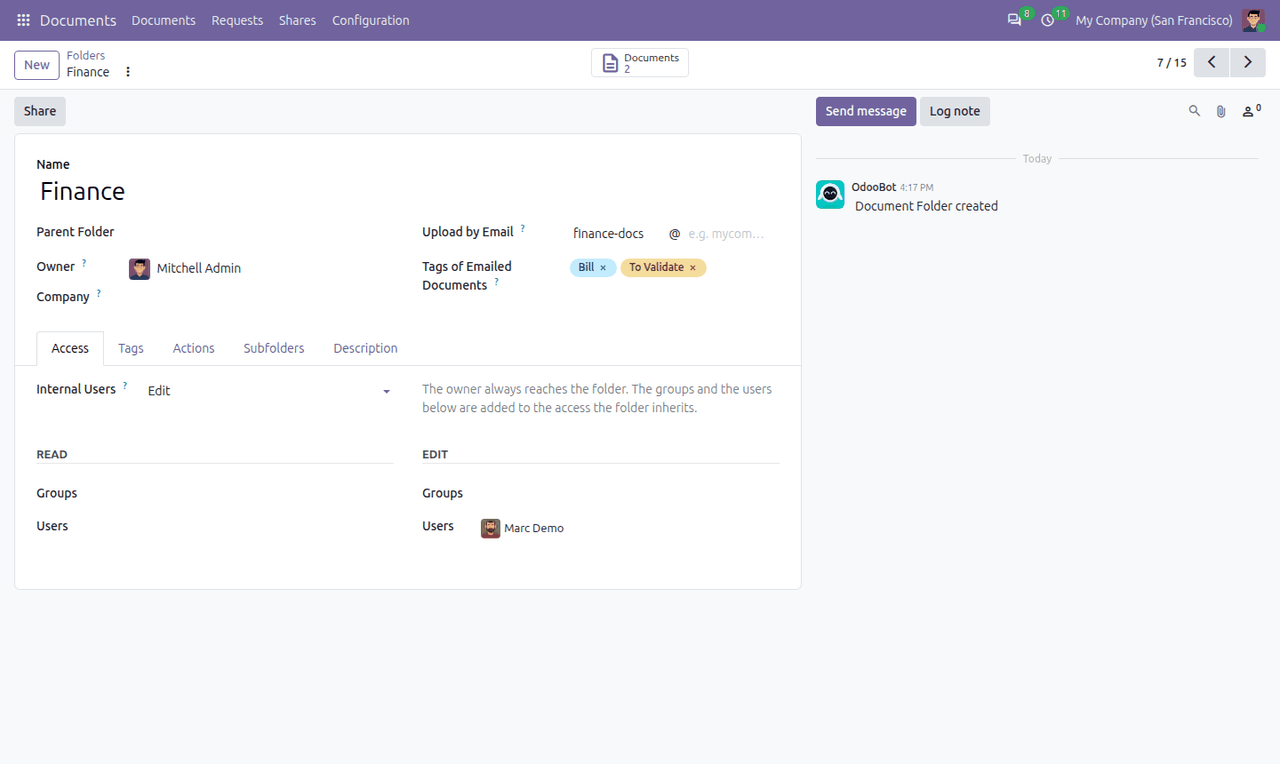 Documents Documents Requests Shares Configuration 8 11 My Company (San Francisco)
New Folders
Finance
Documents
2
7 / 15
Share
Send message Log note 0
Name
Finance
Parent Folder
Owner ? Mitchell Admin
Company ?
Upload by Email ? finance-docs @ e.g. mycom...
Tags of Emailed
Documents ?
Bill × To Validate ×
Access Tags Actions Subfolders Description
Internal Users ? Edit
The owner always reaches the folder. The groups and the users
below are added to the access the folder inherits.
READ
Groups
Users
EDIT
Groups
Users Marc Demo
Today
OdooBot 4:17 PM
Document Folder created